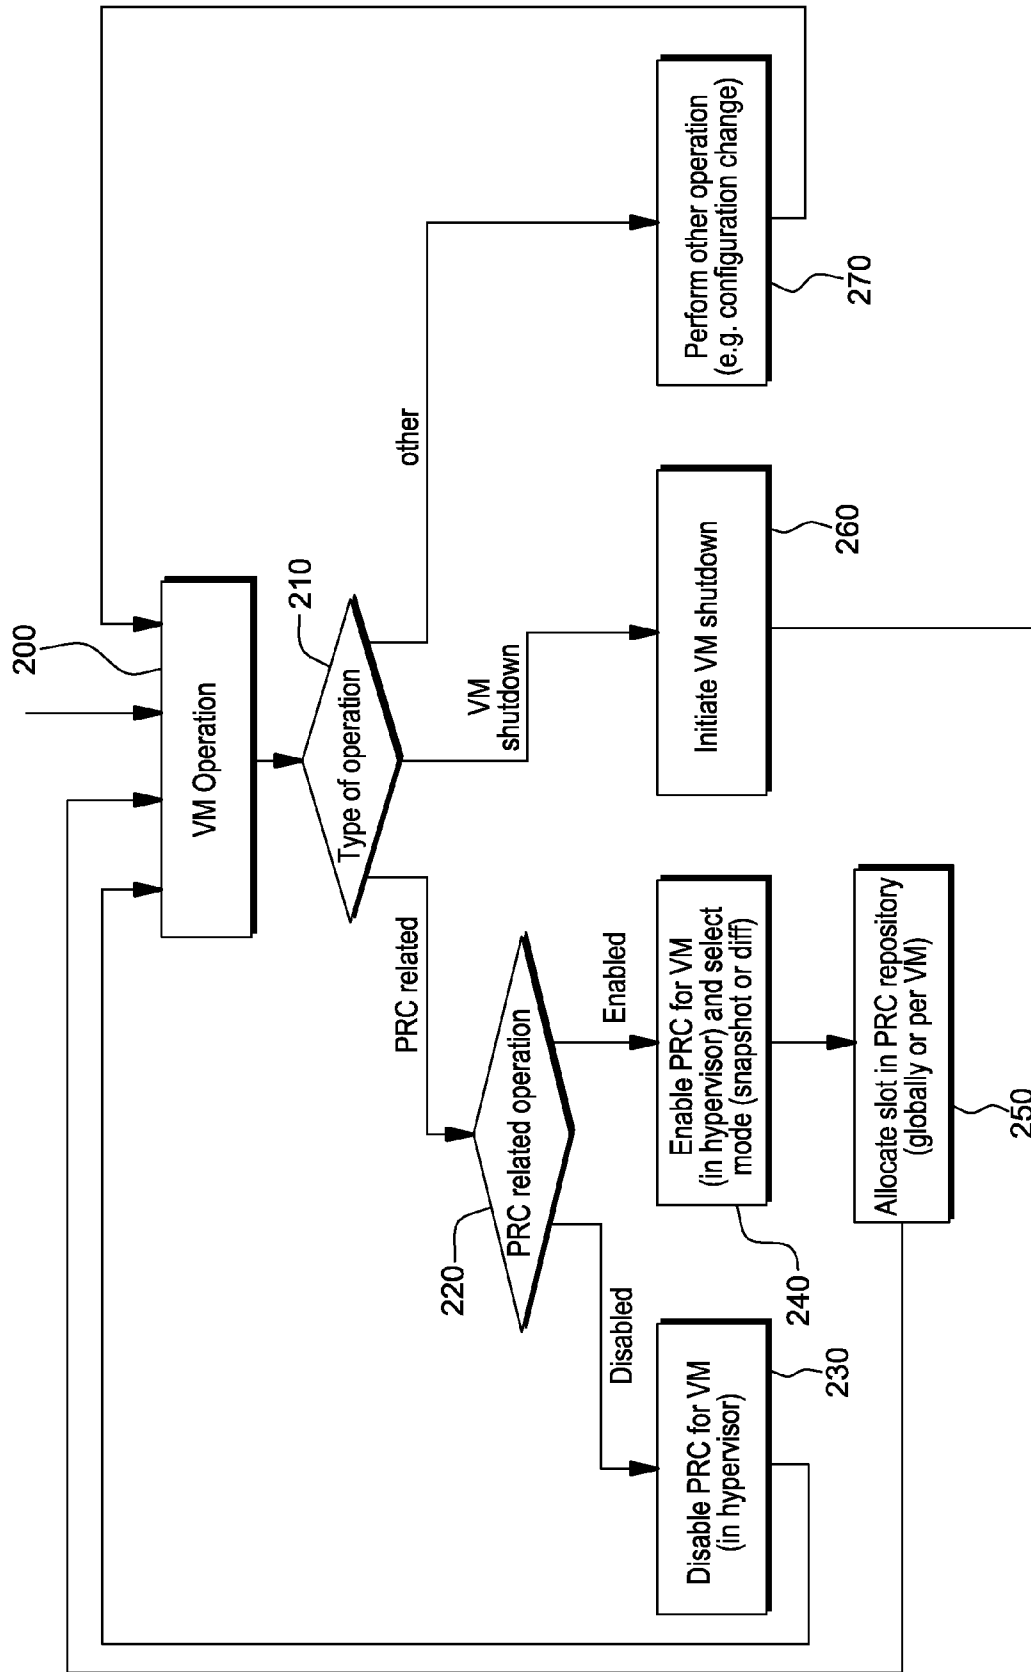 200
VM Operation
210
Type of operation
PRC related
VM
shutdown
other
220
PRC related operation
Disabled
Enabled
Disable PRC for VM
(in hypervisor)
230
Enable PRC for VM
(in hypervisor) and select
mode (snapshot or diff)
240
Initiate VM shutdown
260
Perform other operation
(e.g. configuration change)
270
Allocate slot in PRC repository
(globally or per VM)
250